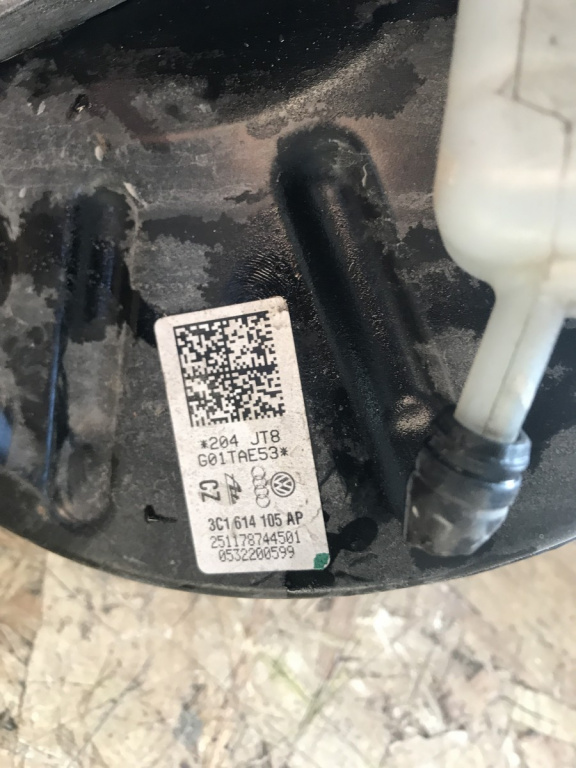 *204 JT8
G01TAE53*
CZ
3C1 614 105 AP
251178744501
0532200599